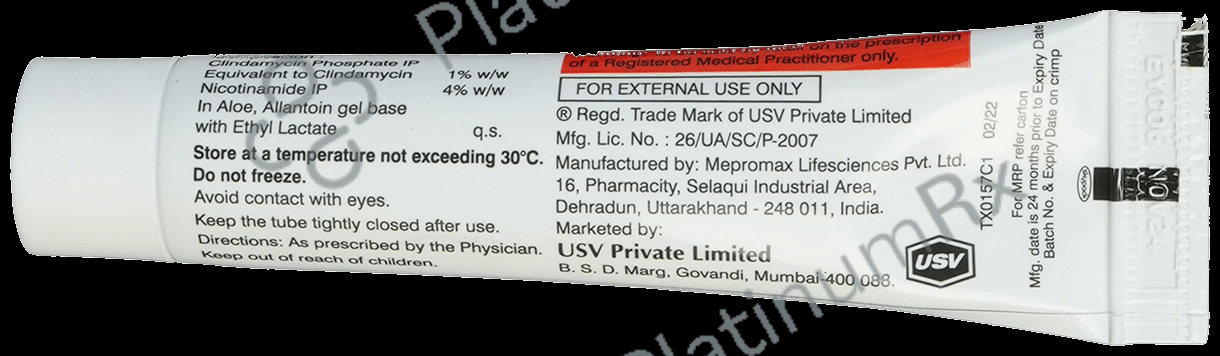 Clindamycin Phosphate IP
Equivalent to Clindamycin 1% w/w
Nicotinamide IP 4% w/w
In Aloe, Allantoin gel base
with Ethyl Lactate q.s.
Store at a temperature not exceeding 30°C.
Do not freeze.
Avoid contact with eyes.
Keep the tube tightly closed after use.
Directions: As prescribed by the Physician.
Keep out of reach of children.
on the prescription
of a Registered Medical Practitioner only.
FOR EXTERNAL USE ONLY
® Regd. Trade Mark of USV Private Limited
Mfg. Lic. No. : 26/UA/SC/P-2007
Manufactured by: Mepromax Lifesciences Pvt. Ltd.
16, Pharmacity, Selaqui Industrial Area,
Dehradun, Uttarakhand - 248 011, India.
Marketed by:
USV Private Limited
B. S. D. Marg, Govandi, Mumbai-400 088.
USV
TX0157C1 02/22
For MRP refer carton
Mfg. date is 24 months prior to Expiry Date
Batch No. & Expiry Date on crimp
Plat
PlatinumRx